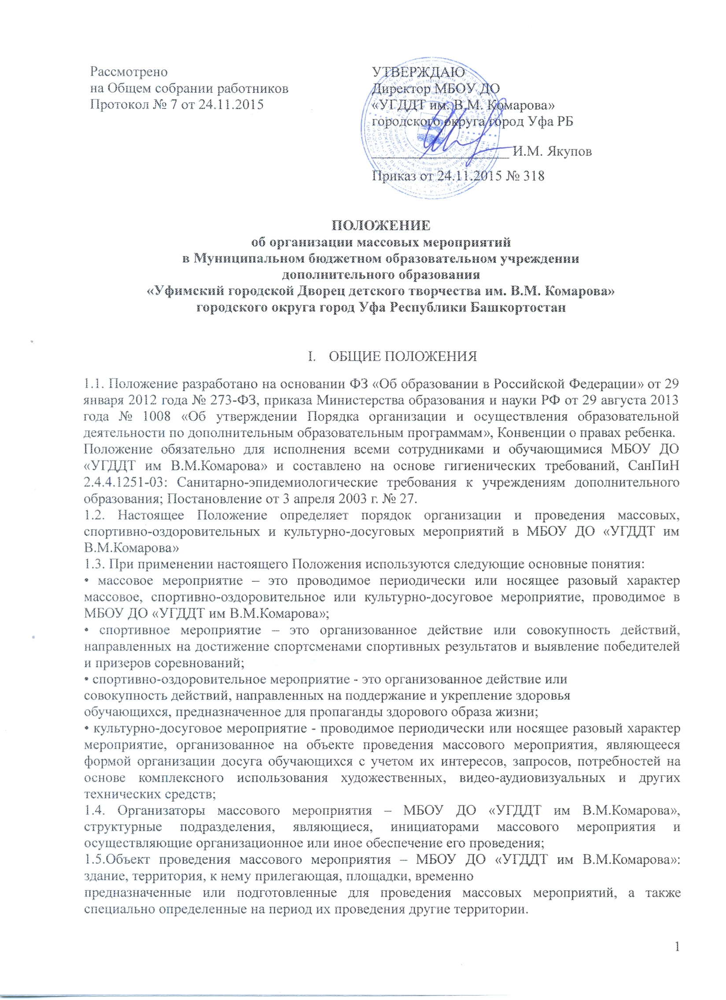 Рассмотрено
на Общем собрании работников
Протокол № 7 от 24.11.2015
УТВЕРЖДАЮ
Директор МБОУ ДО
«УГДДТ им. В.М. Комарова»
городского округа город Уфа РБ
И.М. Якупов
Приказ от 24.11.2015 № 318
ПОЛОЖЕНИЕ
об организации массовых мероприятий
в Муниципальном бюджетном образовательном учреждении
дополнительного образования
«Уфимский городской Дворец детского творчества им. В.М. Комарова»
городского округа город Уфа Республики Башкортостан
I. ОБЩИЕ ПОЛОЖЕНИЯ
1.1. Положение разработано на основании ФЗ «Об образовании в Российской Федерации» от 29
января 2012 года № 273-ФЗ, приказа Министерства образования и науки РФ от 29 августа 2013
года № 1008 «Об утверждении Порядка организации и осуществления образовательной
деятельности по дополнительным образовательным программам», Конвенции о правах ребенка.
Положение обязательно для исполнения всеми сотрудниками и обучающимися МБОУ ДО
«УГДДТ им В.М.Комарова» и составлено на основе гигиенических требований, СанПиН
2.4.4.1251-03: Санитарно-эпидемиологические требования к учреждениям дополнительного
образования; Постановление от 3 апреля 2003 г. № 27.
1.2. Настоящее Положение определяет порядок организации и проведения массовых,
спортивно-оздоровительных и культурно-досуговых мероприятий в МБОУ ДО «УГДДТ им
В.М.Комарова»
1.3. При применении настоящего Положения используются следующие основные понятия:
• массовое мероприятие – это проводимое периодически или носящее разовый характер
массовое, спортивно-оздоровительное или культурно-досуговое мероприятие, проводимое в
МБОУ ДО «УГДДТ им В.М.Комарова»;
• спортивное мероприятие – это организованное действие или совокупность действий,
направленных на достижение спортсменами спортивных результатов и выявление победителей
и призеров соревнований;
• спортивно-оздоровительное мероприятие - это организованное действие или
совокупность действий, направленных на поддержание и укрепление здоровья
обучающихся, предназначенное для пропаганды здорового образа жизни;
• культурно-досуговое мероприятие - проводимое периодически или носящее разовый характер
мероприятие, организованное на объекте проведения массового мероприятия, являющееся
формой организации досуга обучающихся с учетом их интересов, запросов, потребностей на
основе комплексного использования художественных, видео-аудиовизуальных и других
технических средств;
1.4. Организаторы массового мероприятия – МБОУ ДО «УГДДТ им В.М.Комарова»,
структурные подразделения, являющиеся, инициаторами массового мероприятия и
осуществляющие организационное или иное обеспечение его проведения;
1.5.Объект проведения массового мероприятия – МБОУ ДО «УГДДТ им В.М.Комарова»:
здание, территория, к нему прилегающая, площадки, временно
предназначенные или подготовленные для проведения массовых мероприятий, а также
специально определенные на период их проведения другие территории.
1